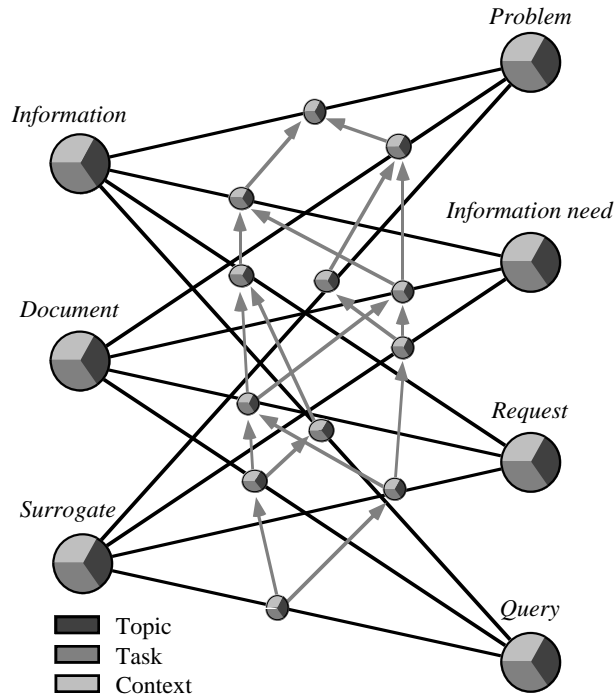 Problem
Information
Information need
Document
Request
Surrogate
Query
Topic
Task
Context